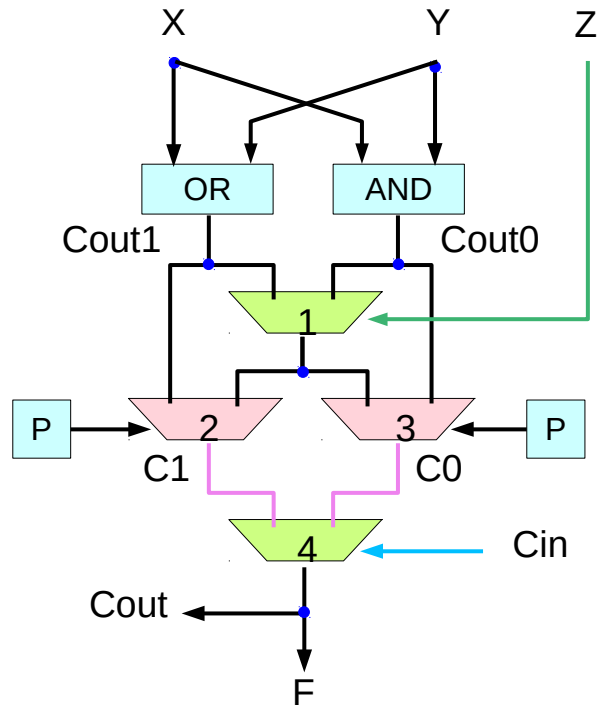 X Y Z
OR AND
Cout1 Cout0
1
P 2 3 P
C1 C0
4 Cin
Cout
F